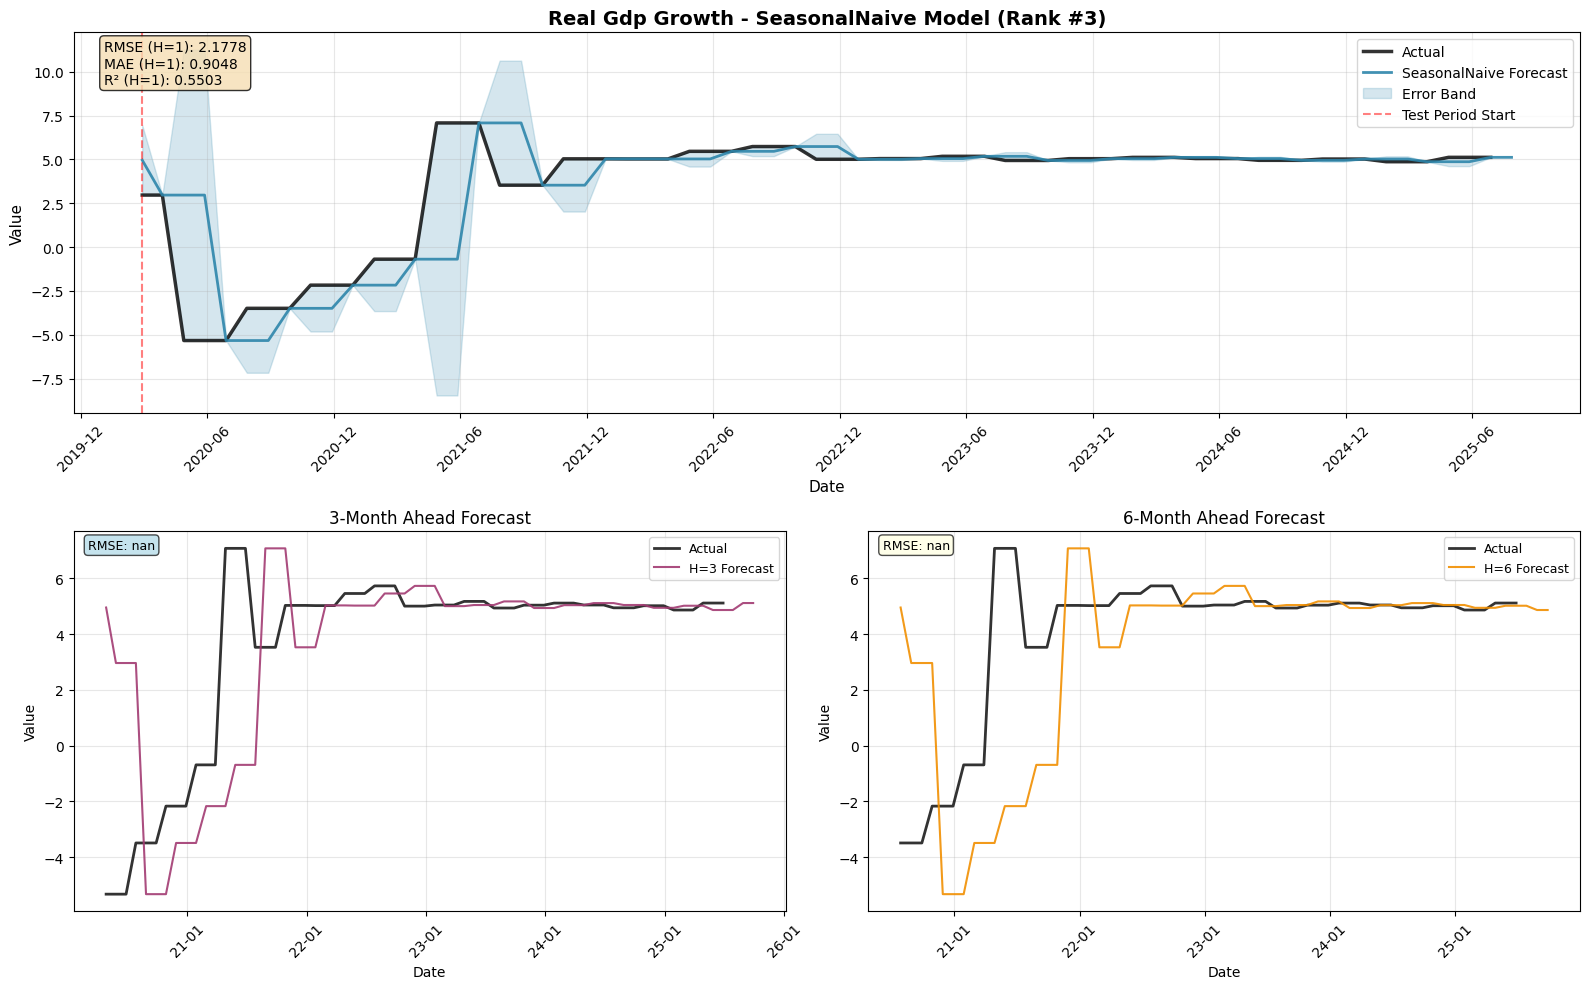 Real Gdp Growth - SeasonalNaive Model (Rank #3)
RMSE (H=1): 2.1778
MAE (H=1): 0.9048
R² (H=1): 0.5503
Actual
SeasonalNaive Forecast
Error Band
Test Period Start
Value
10.0
7.5
5.0
2.5
0.0
−2.5
−5.0
−7.5
2019-12
2020-06
2020-12
2021-06
2021-12
2022-06
2022-12
2023-06
2023-12
2024-06
2024-12
2025-06
Date
3-Month Ahead Forecast
RMSE: nan
Actual
H=3 Forecast
Value
6
4
2
0
−2
−4
21-01
22-01
23-01
24-01
25-01
26-01
Date
6-Month Ahead Forecast
RMSE: nan
Actual
H=6 Forecast
Value
6
4
2
0
−2
−4
21-01
22-01
23-01
24-01
25-01
Date